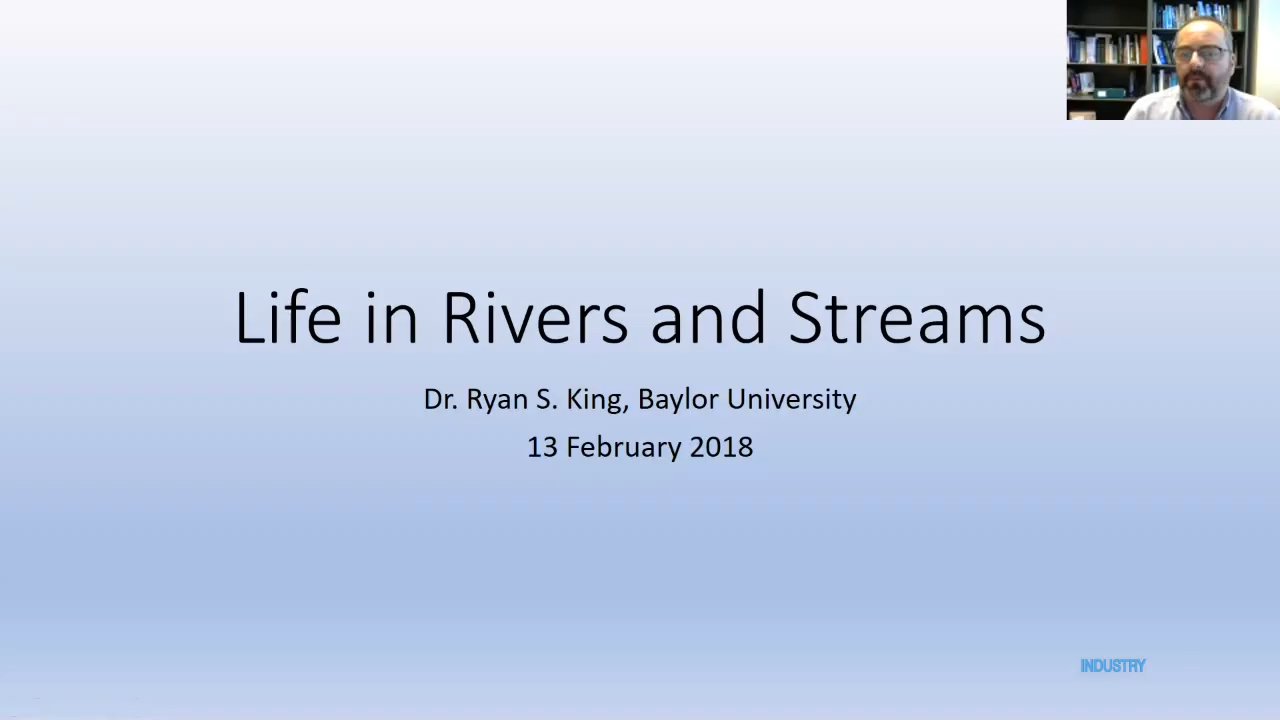 Life in Rivers and Streams
Dr. Ryan S. King, Baylor University
13 February 2018
INDUSTRY